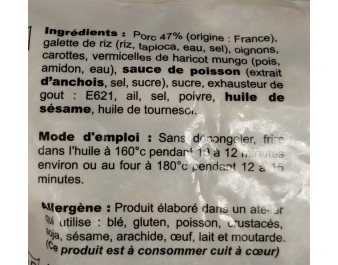 Ingrédients : Porc 47% (origine : France),
galette de riz (riz, tapioca, eau, sel), oignons,
carottes, vermicelles de haricot mungo (pois,
amidon, eau), sauce de poisson (extrait
d'anchois, sel, sucre), sucre, exhausteur de
gout : E621, ail, sel, poivre, huile de
sésame, huile de tournesol.
Mode d'emploi : Sans décongeler, frire
dans l'huile à 160°c pendant 10 à 12 minutes
environ ou au four à 180°c pendant 12 à 15
minutes.
Allergène : Produit élaboré dans un atelier
qui utilise : blé, gluten, poisson, crustacés,
soja, sésame, arachide, œuf, lait et moutarde.
(Ce produit est à consommer cuit à cœur)